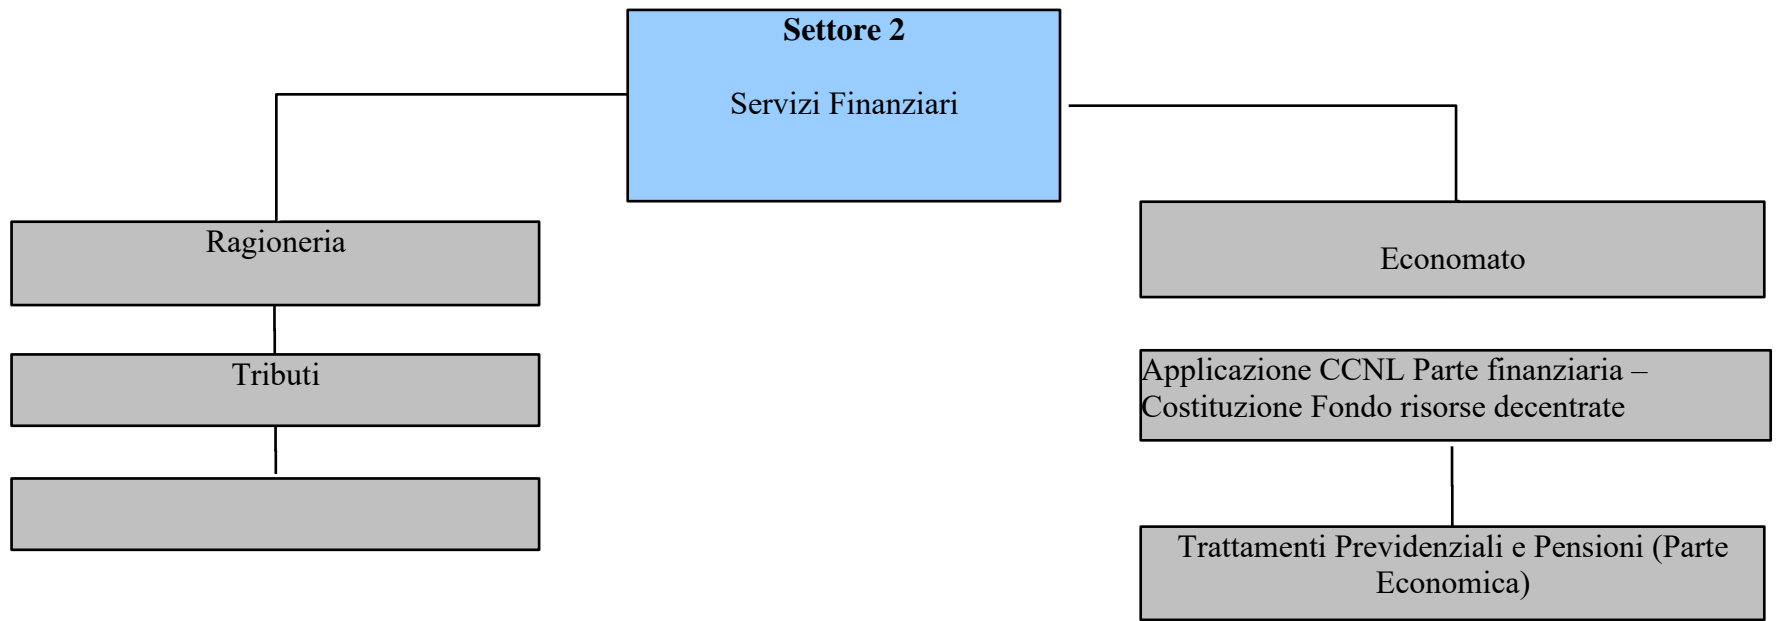 Settore 2
Servizi Finanziari
Ragioneria
Tributi
Economato
Applicazione CCNL Parte finanziaria –
Costituzione Fondo risorse decentrate
Trattamenti Previdenziali e Pensioni (Parte
Economica)